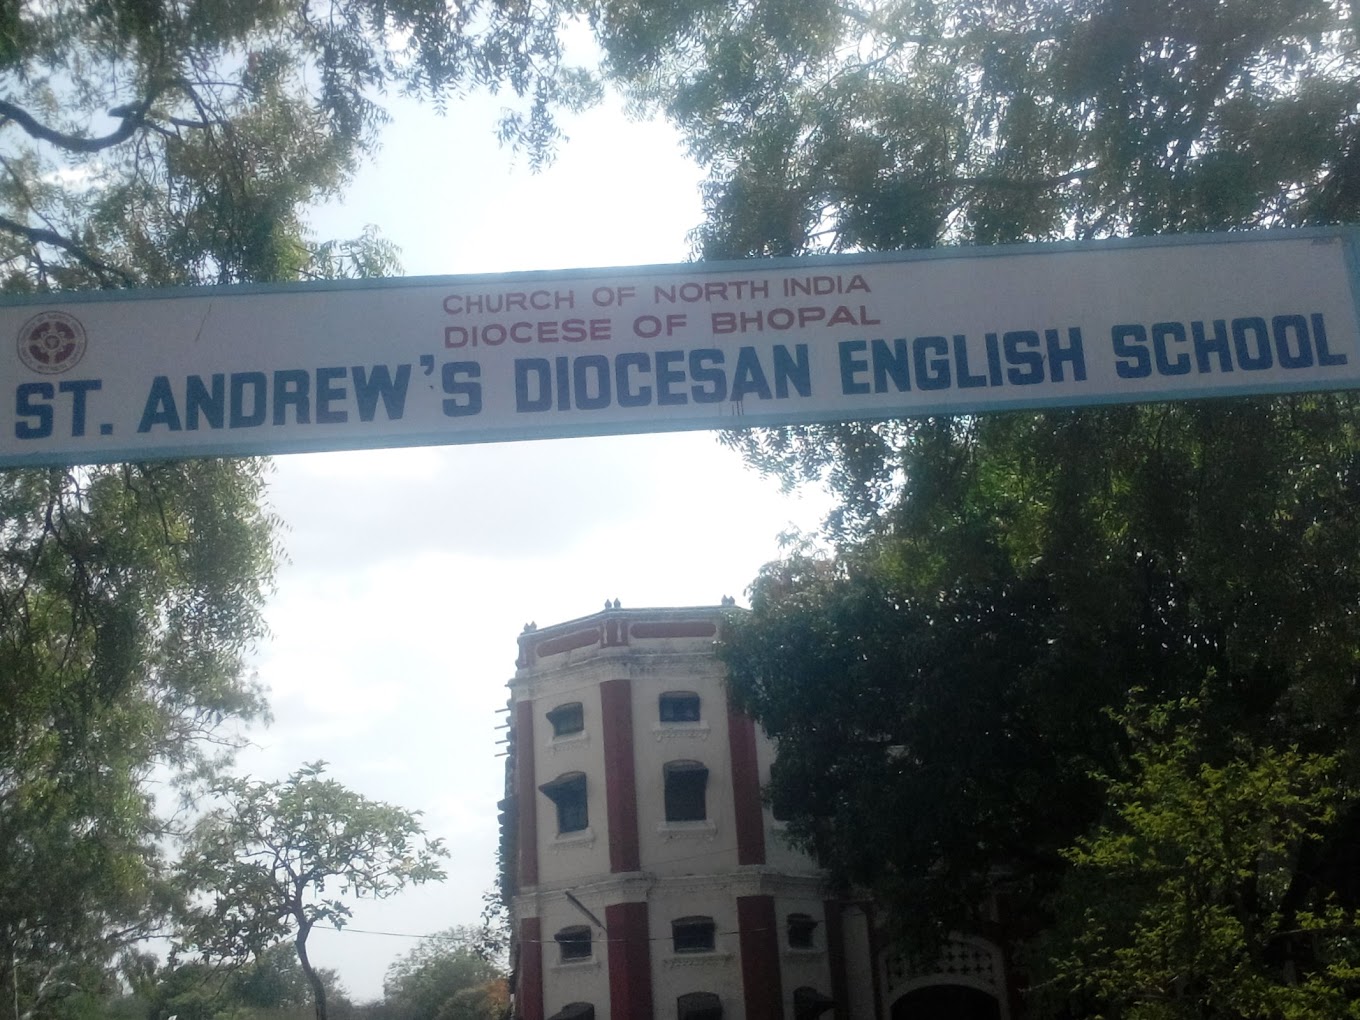 CHURCH OF NORTH INDIA
DIOCESE OF BHOPAL
ST. ANDREW'S DIOCESAN ENGLISH SCHOOL